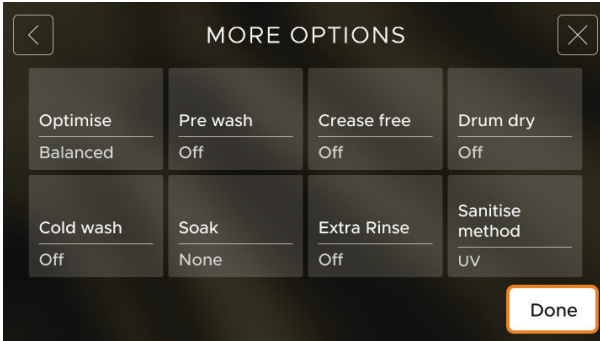 MORE OPTIONS
Optimise
Balanced
Pre wash
Off
Crease free
Off
Drum dry
Off
Cold wash
Off
Soak
None
Extra Rinse
Off
Sanitise
method
UV
Done